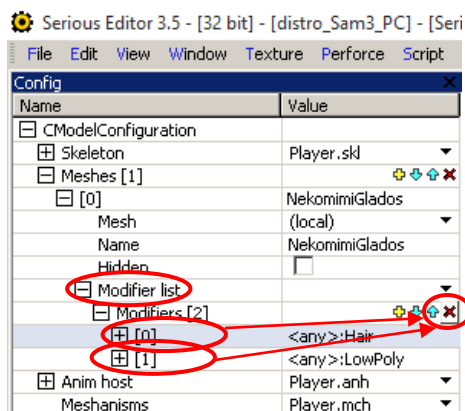 Serious Editor 3.5 - [32 bit] - [distro_Sam3_PC] - [Seri
File Edit View Window Texture Perforce Script
Config
Name Value
CModelConfiguration
Skeleton Player.skl
Meshes [1]
[0] NekomimiGlados
Mesh (local)
Name NekomimiGlados
Hidden
Modifier list
Modifiers [2]
[0] <any>:Hair
[1] <any>:LowPoly
Anim host Player.anh
Mechanisms Player.mch